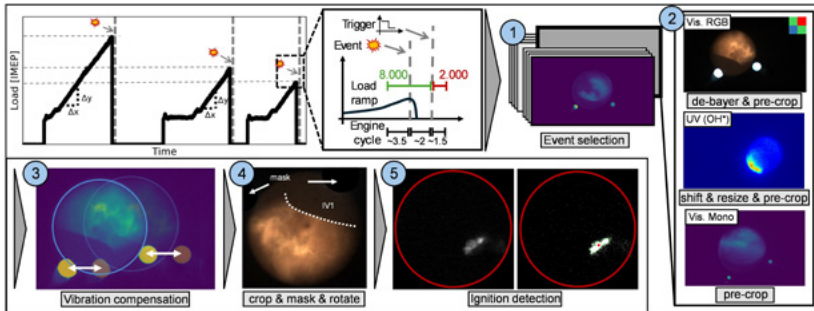 Load [IMEP]
Δx
Δy
Δx
Δy
Time
Trigger
Event
8.000
2.000
Load
ramp
Engine
cycle
~3.5
~2
~1.5
1
Event selection
2
Vis. RGB
de-bayer & pre-crop
UV (OH*)
shift & resize & pre-crop
Vis. Mono
pre-crop
3
Vibration compensation
4
mask
IV1
crop & mask & rotate
5
Ignition detection